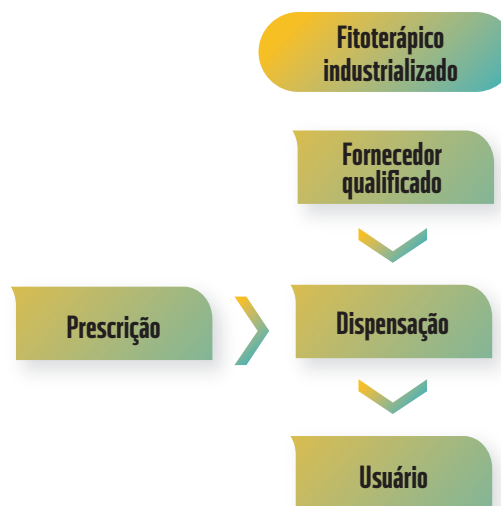 Fitoterápico
industrializado
Fornecedor
qualificado
Prescrição
Dispensação
Usuário